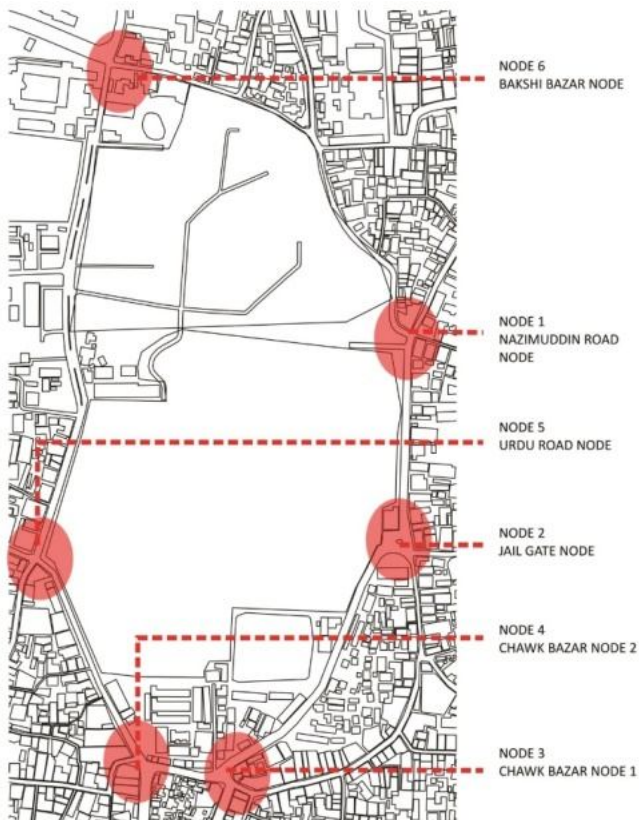 NODE 6
BAKSHI BAZAR NODE
NODE 1
NAZIMUDDIN ROAD
NODE
NODE 5
URDU ROAD NODE
NODE 2
JAIL GATE NODE
NODE 4
CHAWK BAZAR NODE 2
NODE 3
CHAWK BAZAR NODE 1